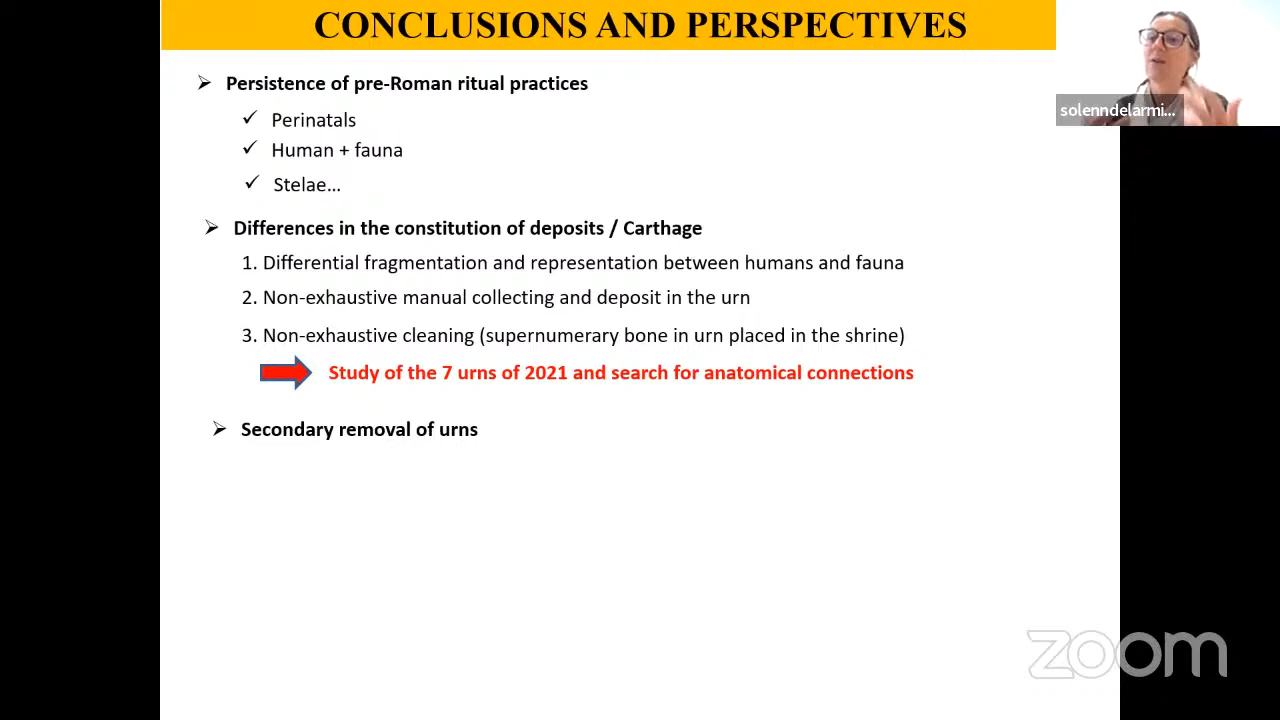 CONCLUSIONS AND PERSPECTIVES
solenndelarmi...
Persistence of pre-Roman ritual practices
Perinatals
Human + fauna
Stelae...
Differences in the constitution of deposits / Carthage
1. Differential fragmentation and representation between humans and fauna
2. Non-exhaustive manual collecting and deposit in the urn
3. Non-exhaustive cleaning (supernumerary bone in urn placed in the shrine)
Study of the 7 urns of 2021 and search for anatomical connections
Secondary removal of urns
zoom